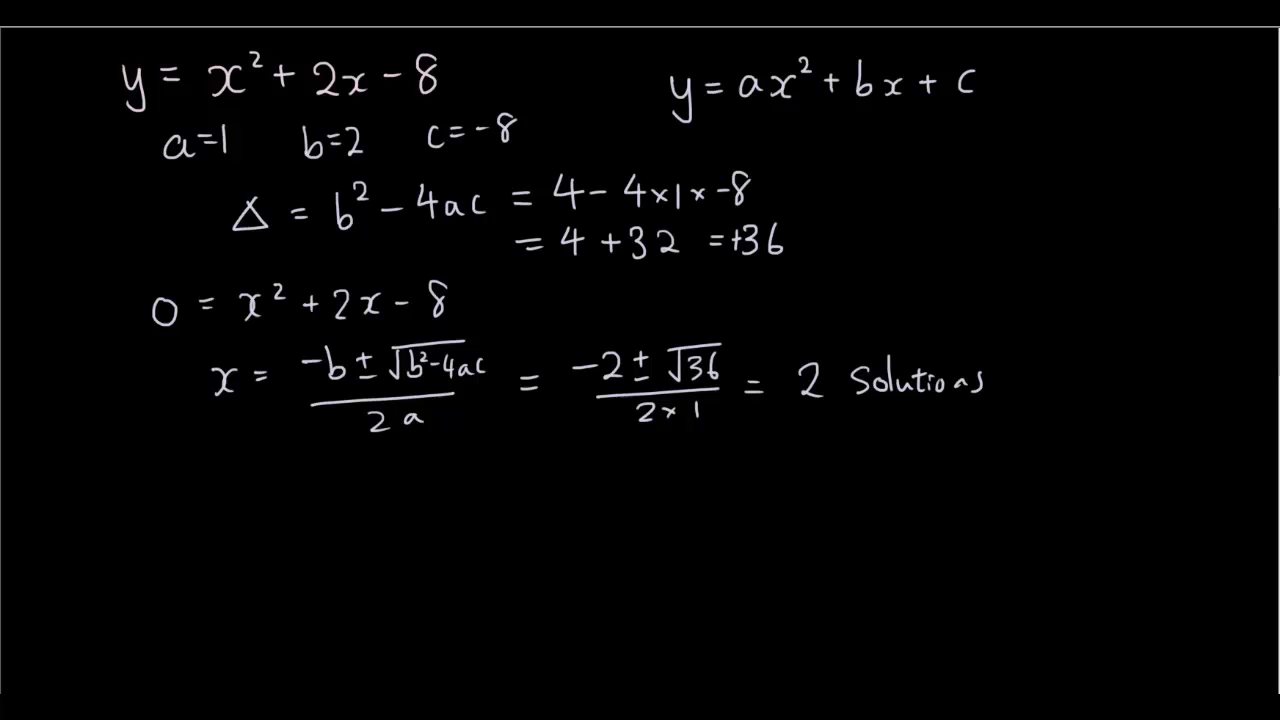 y = x² + 2x - 8    y = ax² + bx + c
a=1    b=2    c=-8
Δ = b² - 4ac = 4 - 4×1×-8
= 4 + 32 = +36
0 = x² + 2x - 8
x = (-b ± √(b²-4ac)) / (2a) = (-2 ± √36) / (2×1) = 2 Solutions